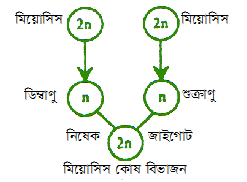 মিয়োসিস 2n 2n মিয়োসিস
ডিম্বাণু n n শুক্রাণু
নিষেক 2n জাইগোট
মিয়োসিস কোষ বিভাজন